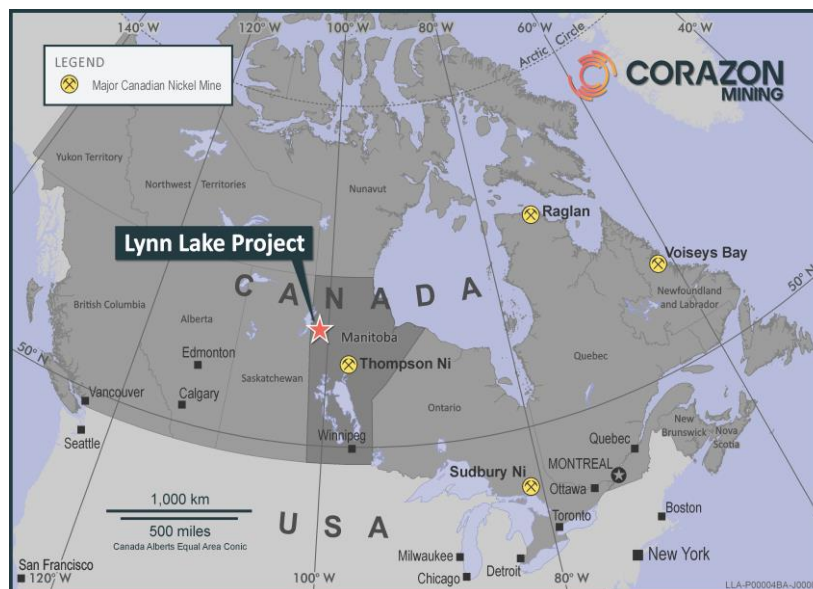 140° W
120° W
100° W
80° W
60° W
40° W
Arctic Circle
LEGEND
Major Canadian Nickel Mine
CORAZON
MINING
Yukon Territory
Northwest Territories
Nunavut
Raglan
Lynn Lake Project
Voiseys Bay
50° N
CANADA
Newfoundland
and Labrador
British Columbia
Alberta
Manitoba
Edmonton
Saskatchewan
Thompson Ni
Quebec
50° N
Vancouver
Calgary
Ontario
Seattle
Winnipeg
New
Brunswick
Nova
Scotia
Quebec
MONTREAL
Sudbury Ni
Ottawa
1,000 km
500 miles
Canada Alberts Equal Area Conic
USA
Toronto
Boston
San Francisco
Milwaukee
Detroit
New York
Chicago
120° W
100° W
80° W
LLA-P00004BA-J0000